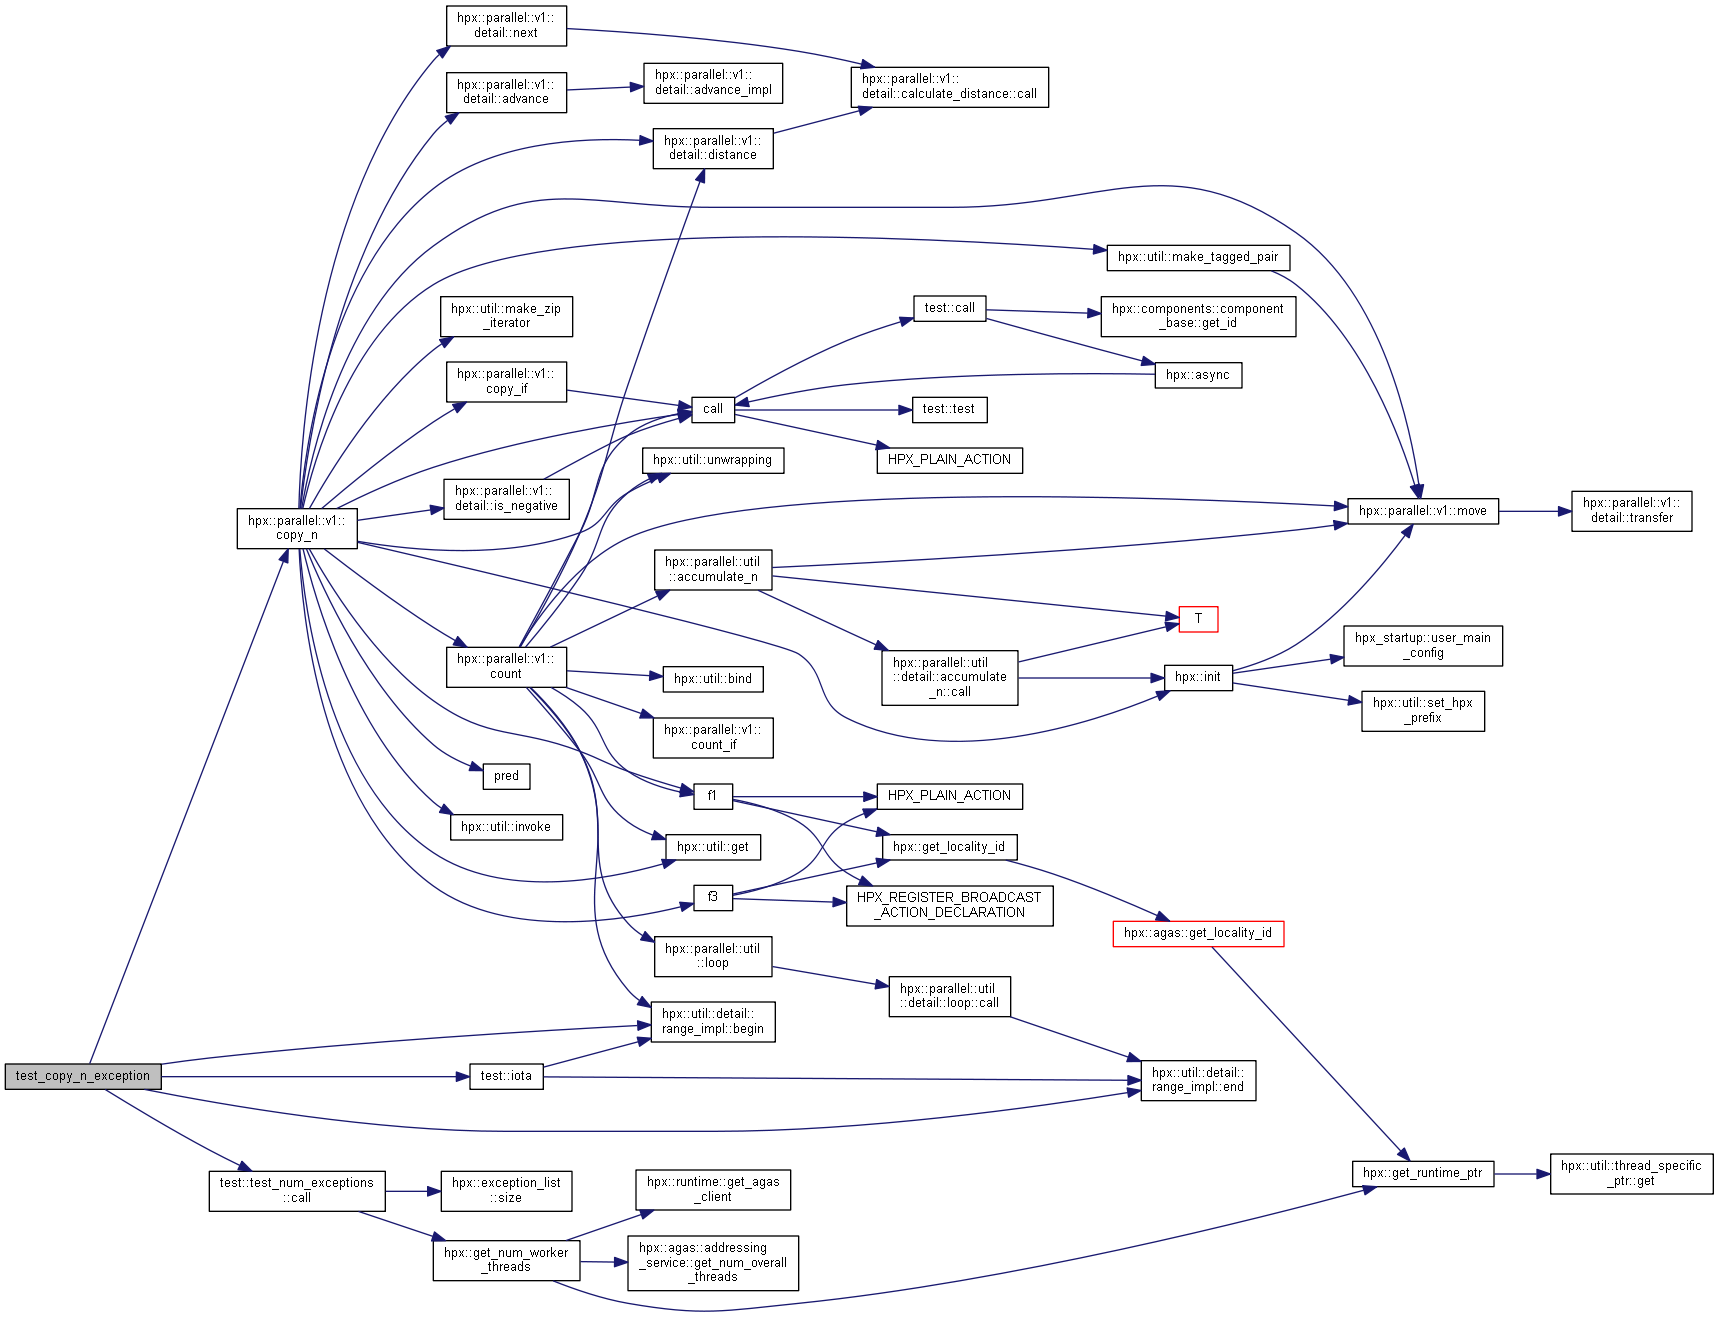 hpx::parallel::v1::
detail::next
hpx::parallel::v1::
detail::advance
hpx::parallel::v1::
detail::advance_impl
hpx::parallel::v1::
detail::calculate_distance::call
hpx::parallel::v1::
detail::distance
hpx::util::make_tagged_pair
hpx::util::make_zip
_iterator
test::call
hpx::components::component
_base::get_id
hpx::parallel::v1::
copy_if
hpx::async
call
test::test
hpx::util::unwrapping
HPX_PLAIN_ACTION
hpx::parallel::v1::
detail::is_negative
hpx::parallel::v1::
copy_n
hpx::parallel::v1::move
hpx::parallel::v1::
detail::transfer
hpx::parallel::util
::accumulate_n
T
hpx::parallel::v1::
count
hpx::util::bind
hpx::parallel::util
::detail::accumulate
_n::call
hpx::init
hpx_startup::user_main
_config
hpx::util::set_hpx
_prefix
hpx::parallel::v1::
count_if
pred
f1
HPX_PLAIN_ACTION
hpx::util::invoke
hpx::util::get
hpx::get_locality_id
f3
HPX_REGISTER_BROADCAST
_ACTION_DECLARATION
hpx::agas::get_locality_id
hpx::parallel::util
::loop
hpx::parallel::util
::detail::loop::call
hpx::util::detail::
range_impl::begin
test_copy_n_exception
test::iota
hpx::util::detail::
range_impl::end
test::test_num_exceptions
::call
hpx::exception_list
::size
hpx::runtime::get_agas
_client
hpx::get_runtime_ptr
hpx::util::thread_specific
_ptr::get
hpx::get_num_worker
_threads
hpx::agas::addressing
_service::get_num_overall
_threads